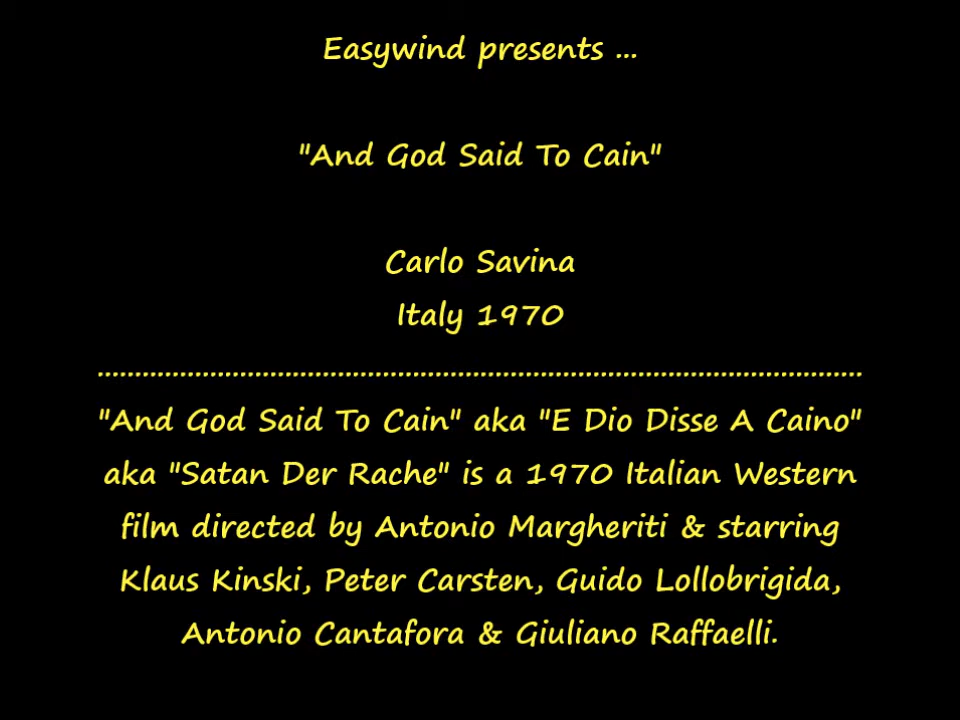 Easywind presents ...
"And God Said To Cain"
Carlo Savina
Italy 1970
......................................................................................................
"And God Said To Cain" aka "E Dio Disse A Caino"
aka "Satan Der Rache" is a 1970 Italian Western
film directed by Antonio Margheriti & starring
Klaus Kinski, Peter Carsten, Guido Lollobrigida,
Antonio Cantafora & Giuliano Raffaelli.